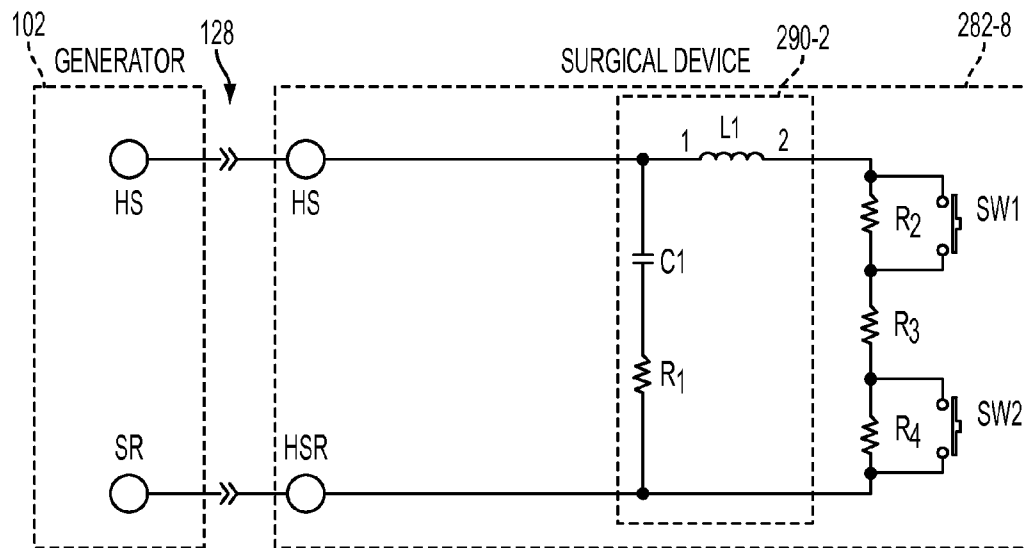 102
128
290-2
282-8
GENERATOR
SURGICAL DEVICE
1 L1 2
HS
HS
R2
SW1
C1
R3
R1
SR
HSR
R4
SW2